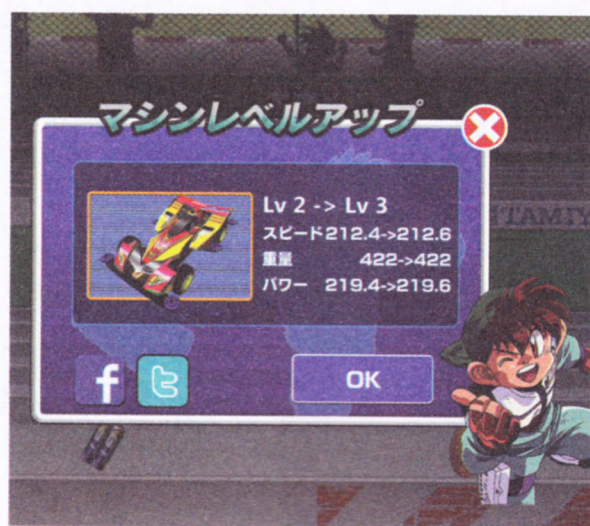 マシンレベルアップ
TAMIY
Lv 2 -> Lv 3
スピード212.4->212.6
重量 422->422
パワー 219.4->219.6
f
t
OK